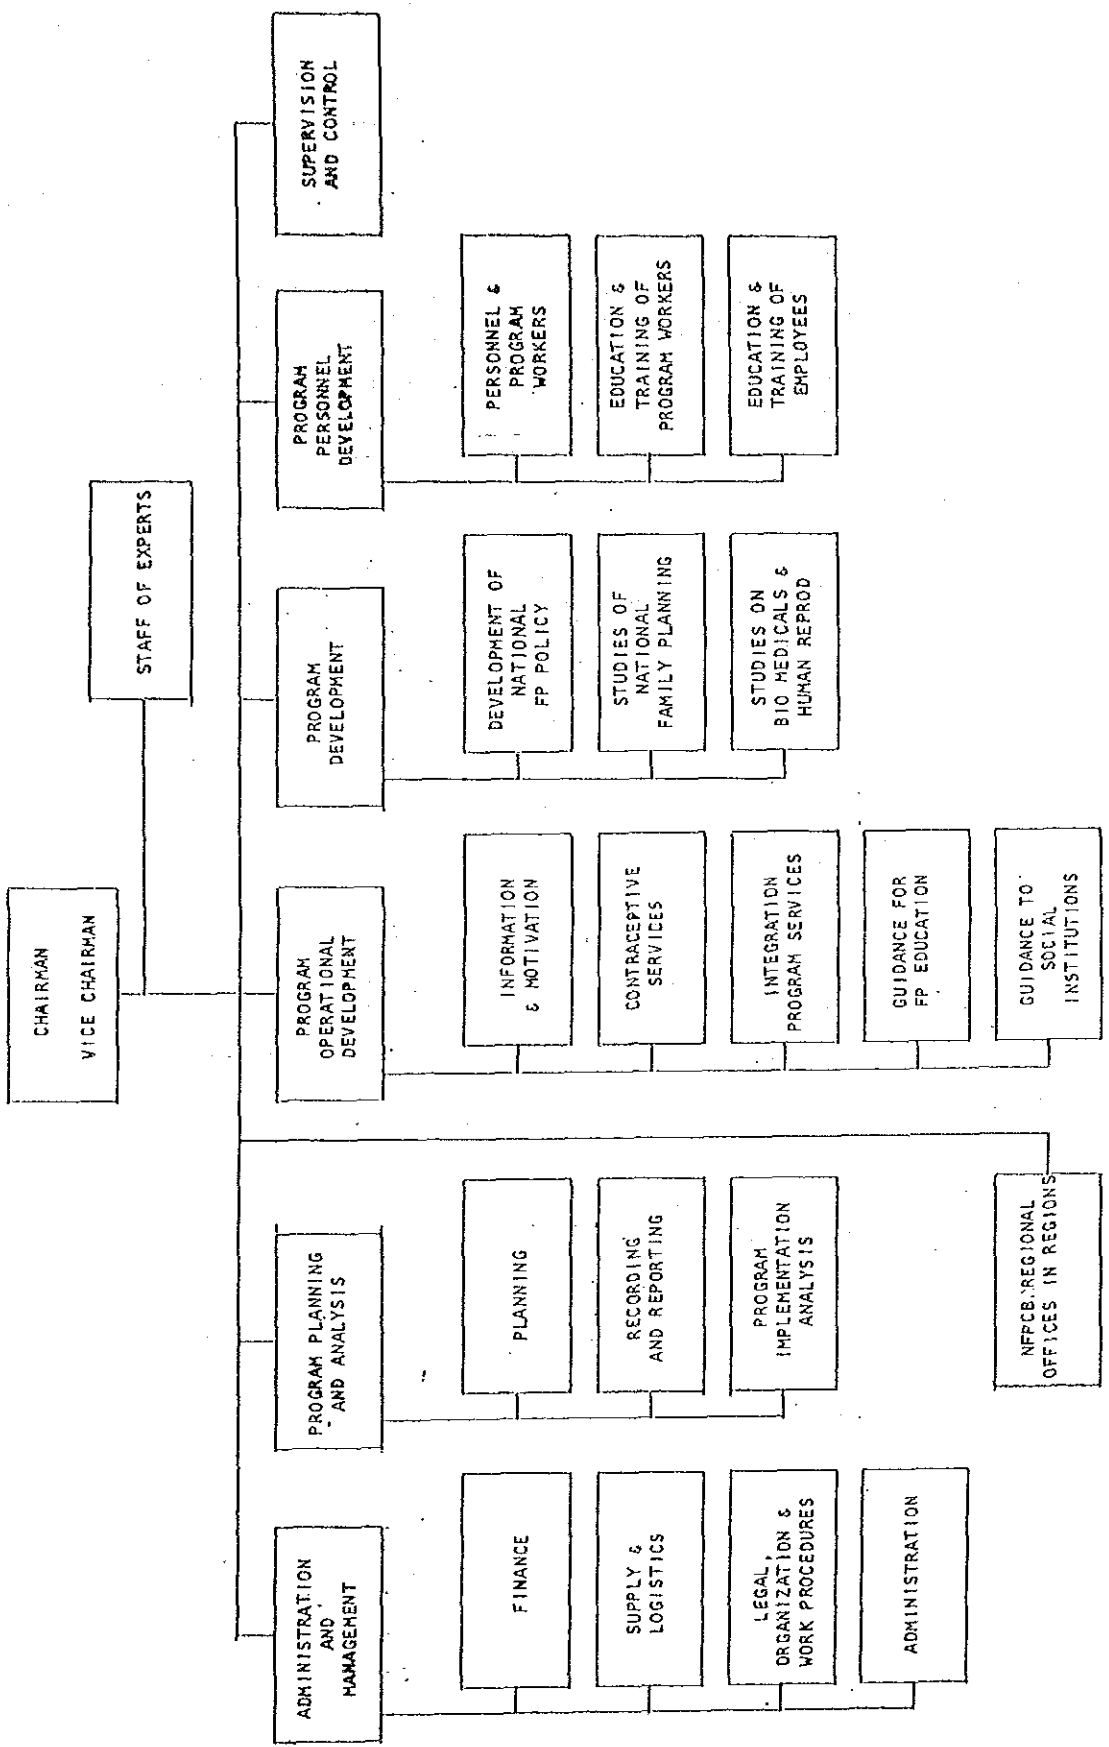 CHAIRMAN
VICE CHAIRMAN
STAFF OF EXPERTS
ADMINISTRATION
AND
MANAGEMENT
PROGRAM PLANNING
AND ANALYSIS
PROGRAM
OPERATIONAL
DEVELOPMENT
PROGRAM
DEVELOPMENT
PROGRAM
PERSONNEL
DEVELOPMENT
SUPERVISION
AND CONTROL
FINANCE
SUPPLY &
LOGISTICS
LEGAL,
ORGANIZATION &
WORK PROCEDURES
ADMINISTRATION
PLANNING
RECORDING
AND REPORTING
PROGRAM
IMPLEMENTATION
ANALYSIS
NFPCB REGIONAL
OFFICES IN REGIONS
INFORMATION
& MOTIVATION
CONTRACEPTIVE
SERVICES
INTEGRATION
PROGRAM SERVICES
GUIDANCE FOR
FP EDUCATION
GUIDANCE TO
SOCIAL
INSTITUTIONS
DEVELOPMENT OF
NATIONAL
FP POLICY
STUDIES OF
NATIONAL
FAMILY PLANNING
STUDIES ON
BIO MEDICALS &
HUMAN REPROD
PERSONNEL &
PROGRAM
WORKERS
EDUCATION &
TRAINING OF
PROGRAM WORKERS
EDUCATION &
TRAINING OF
EMPLOYEES